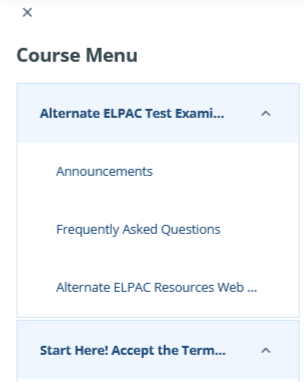 Course Menu
Alternate ELPAC Test Exami...
Announcements
Frequently Asked Questions
Alternate ELPAC Resources Web ...
Start Here! Accept the Term...